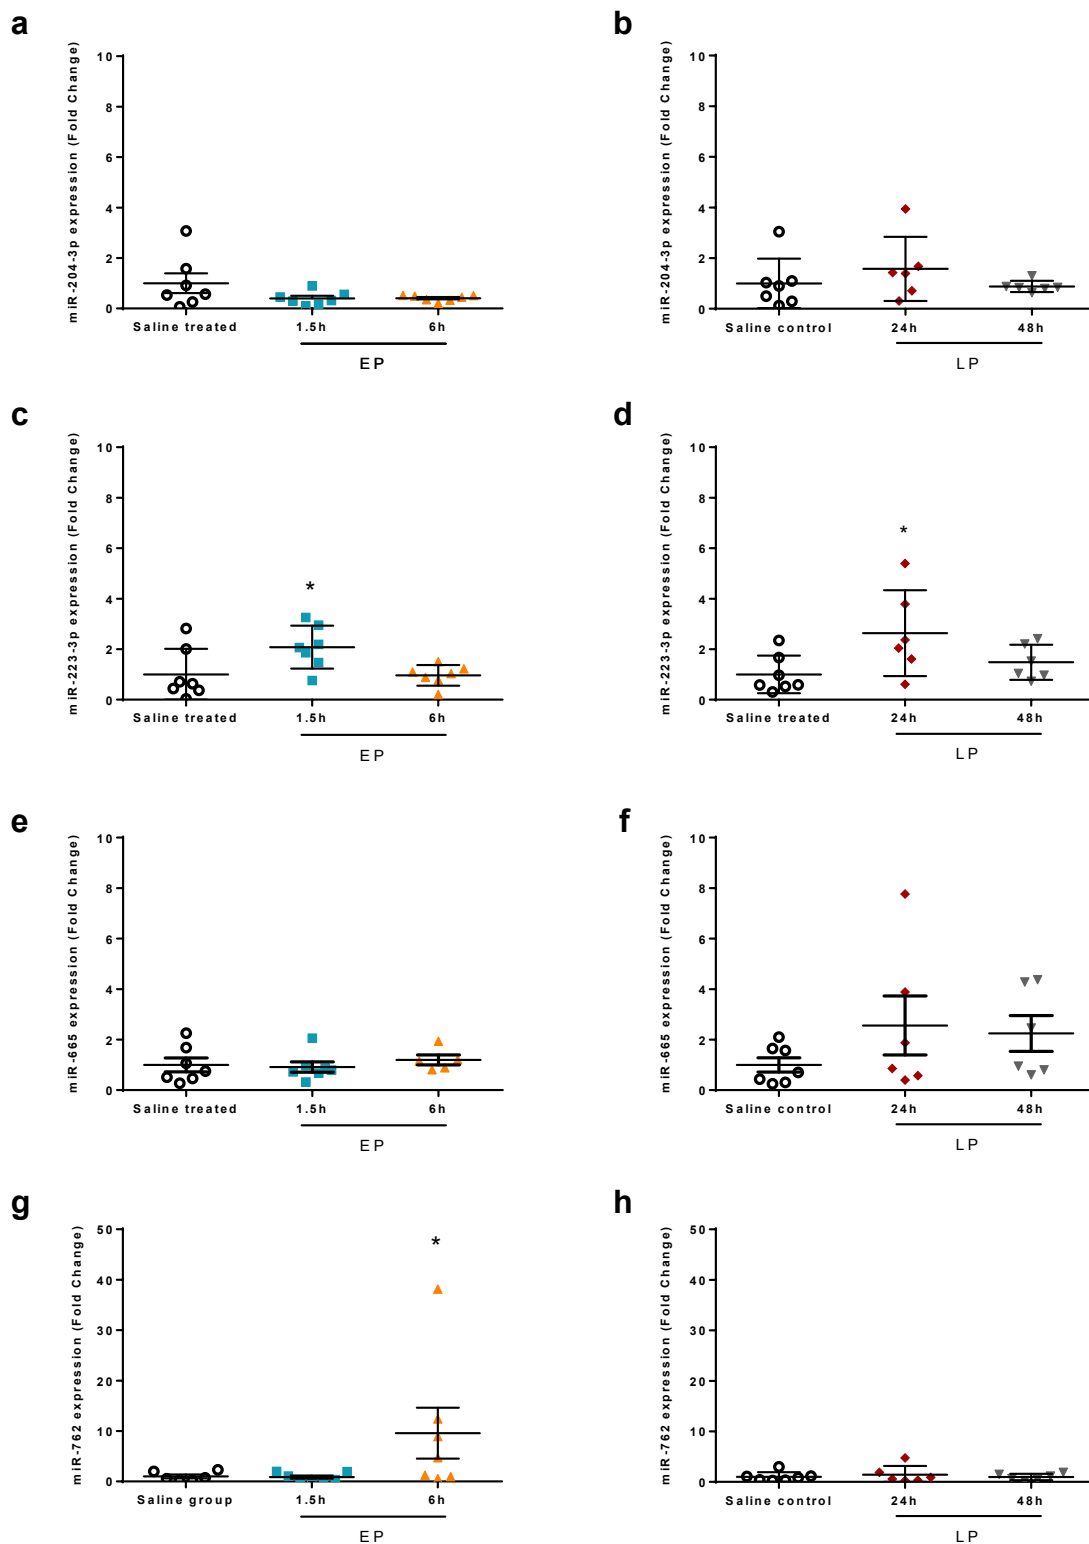 a
miR-204-3p expression (Fold Change)
10
8
6
4
2
0
Saline treated 1.5h 6h
EP
b
miR-204-3p expression (Fold Change)
10
8
6
4
2
0
Saline control 24h 48h
LP
c
miR-223-3p expression (Fold Change)
10
8
6
4
2
0
*
Saline treated 1.5h 6h
EP
d
miR-223-3p expression (Fold Change)
10
8
6
4
2
0
*
Saline treated 24h 48h
LP
e
miR-665 expression (Fold Change)
10
8
6
4
2
0
Saline treated 1.5h 6h
EP
f
miR-665 expression (Fold Change)
10
8
6
4
2
0
Saline control 24h 48h
LP
g
miR-762 expression (Fold Change)
50
40
30
20
10
0
*
Saline group 1.5h 6h
EP
h
miR-762 expression (Fold Change)
50
40
30
20
10
0
Saline control 24h 48h
LP